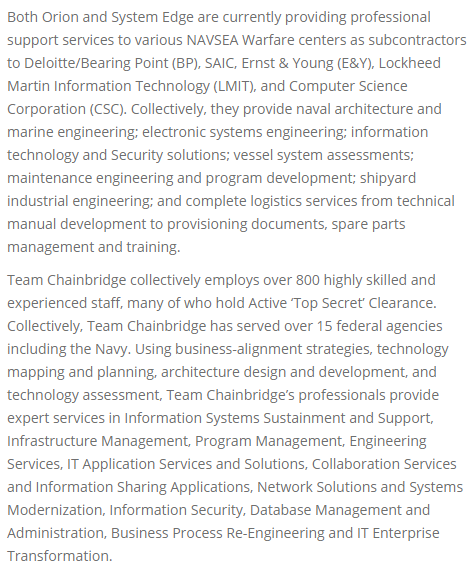 Both Orion and System Edge are currently providing professional
support services to various NAVSEA Warfare centers as subcontractors
to Deloitte/Bearing Point (BP), SAIC, Ernst & Young (E&Y), Lockheed
Martin Information Technology (LMIT), and Computer Science
Corporation (CSC). Collectively, they provide naval architecture and
marine engineering; electronic systems engineering; information
technology and Security solutions; vessel system assessments;
maintenance engineering and program development; shipyard
industrial engineering; and complete logistics services from technical
manual development to provisioning documents, spare parts
management and training.
Team Chainbridge collectively employs over 800 highly skilled and
experienced staff, many of who hold Active ‘Top Secret’ Clearance.
Collectively, Team Chainbridge has served over 15 federal agencies
including the Navy. Using business-alignment strategies, technology
mapping and planning, architecture design and development, and
technology assessment, Team Chainbridge’s professionals provide
expert services in Information Systems Sustainment and Support,
Infrastructure Management, Program Management, Engineering
Services, IT Application Services and Solutions, Collaboration Services
and Information Sharing Applications, Network Solutions and Systems
Modernization, Information Security, Database Management and
Administration, Business Process Re-Engineering and IT Enterprise
Transformation.